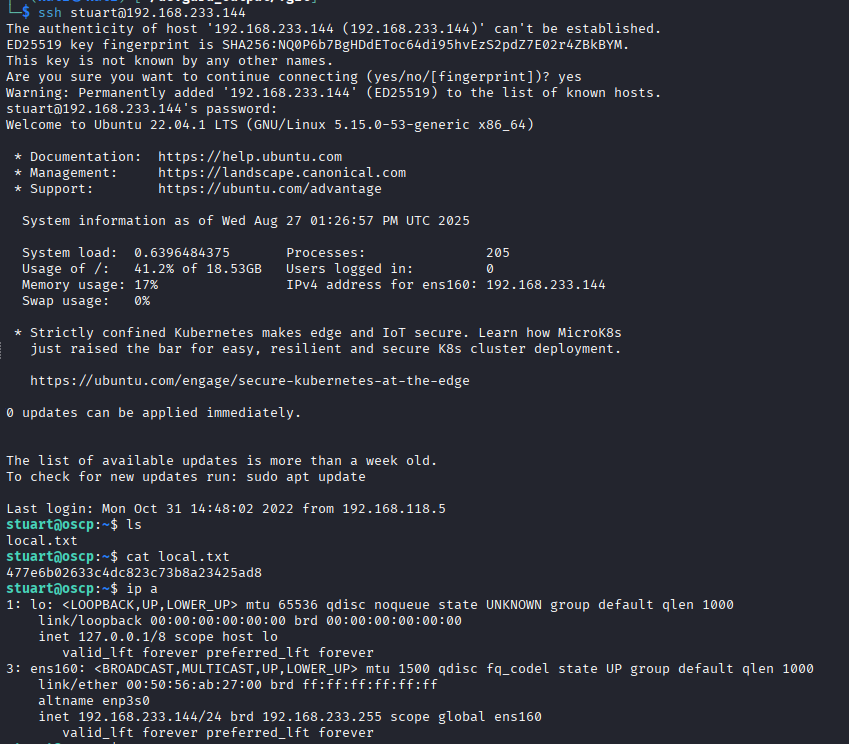 └─$ ssh stuart@192.168.233.144
The authenticity of host '192.168.233.144 (192.168.233.144)' can't be established.
ED25519 key fingerprint is SHA256:NQ0P6b7BgHDdEToc64di95hvEzS2pdZ7E02r4ZBkBYM.
This key is not known by any other names.
Are you sure you want to continue connecting (yes/no/[fingerprint])? yes
Warning: Permanently added '192.168.233.144' (ED25519) to the list of known hosts.
stuart@192.168.233.144's password:
Welcome to Ubuntu 22.04.1 LTS (GNU/Linux 5.15.0-53-generic x86_64)
* Documentation:  https://help.ubuntu.com
* Management:     https://landscape.canonical.com
* Support:        https://ubuntu.com/advantage
System information as of Wed Aug 27 01:26:57 PM UTC 2025
System load:  0.6396484375       Processes:               205
Usage of /:   41.2% of 18.53GB   Users logged in:         0
Memory usage: 17%                IPv4 address for ens160: 192.168.233.144
Swap usage:   0%
* Strictly confined Kubernetes makes edge and IoT secure. Learn how MicroK8s
just raised the bar for easy, resilient and secure K8s cluster deployment.
https://ubuntu.com/engage/secure-kubernetes-at-the-edge
0 updates can be applied immediately.
The list of available updates is more than a week old.
To check for new updates run: sudo apt update
Last login: Mon Oct 31 14:48:02 2022 from 192.168.118.5
stuart@oscp:~$ ls
local.txt
stuart@oscp:~$ cat local.txt
477e6b02633c4dc823c73b8a23425ad8
stuart@oscp:~$ ip a
1: lo: <LOOPBACK,UP,LOWER_UP> mtu 65536 qdisc noqueue state UNKNOWN group default qlen 1000
link/loopback 00:00:00:00:00:00 brd 00:00:00:00:00:00
inet 127.0.0.1/8 scope host lo
valid_lft forever preferred_lft forever
3: ens160: <BROADCAST,MULTICAST,UP,LOWER_UP> mtu 1500 qdisc fq_codel state UP group default qlen 1000
link/ether 00:50:56:ab:27:00 brd ff:ff:ff:ff:ff:ff
altname enp3s0
inet 192.168.233.144/24 brd 192.168.233.255 scope global ens160
valid_lft forever preferred_lft forever